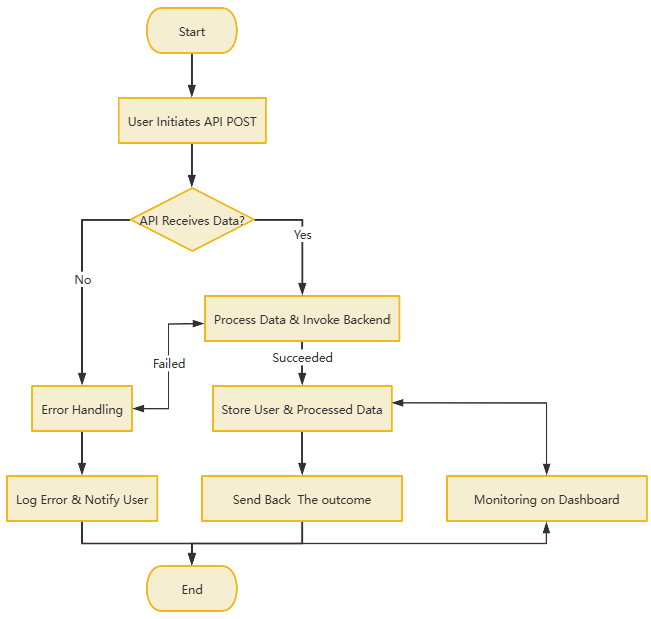 Start
User Initiates API POST
API Receives Data?
Yes
No
Process Data & Invoke Backend
Succeeded
Failed
Error Handling
Store User & Processed Data
Log Error & Notify User
Send Back  The outcome
Monitoring on Dashboard
End